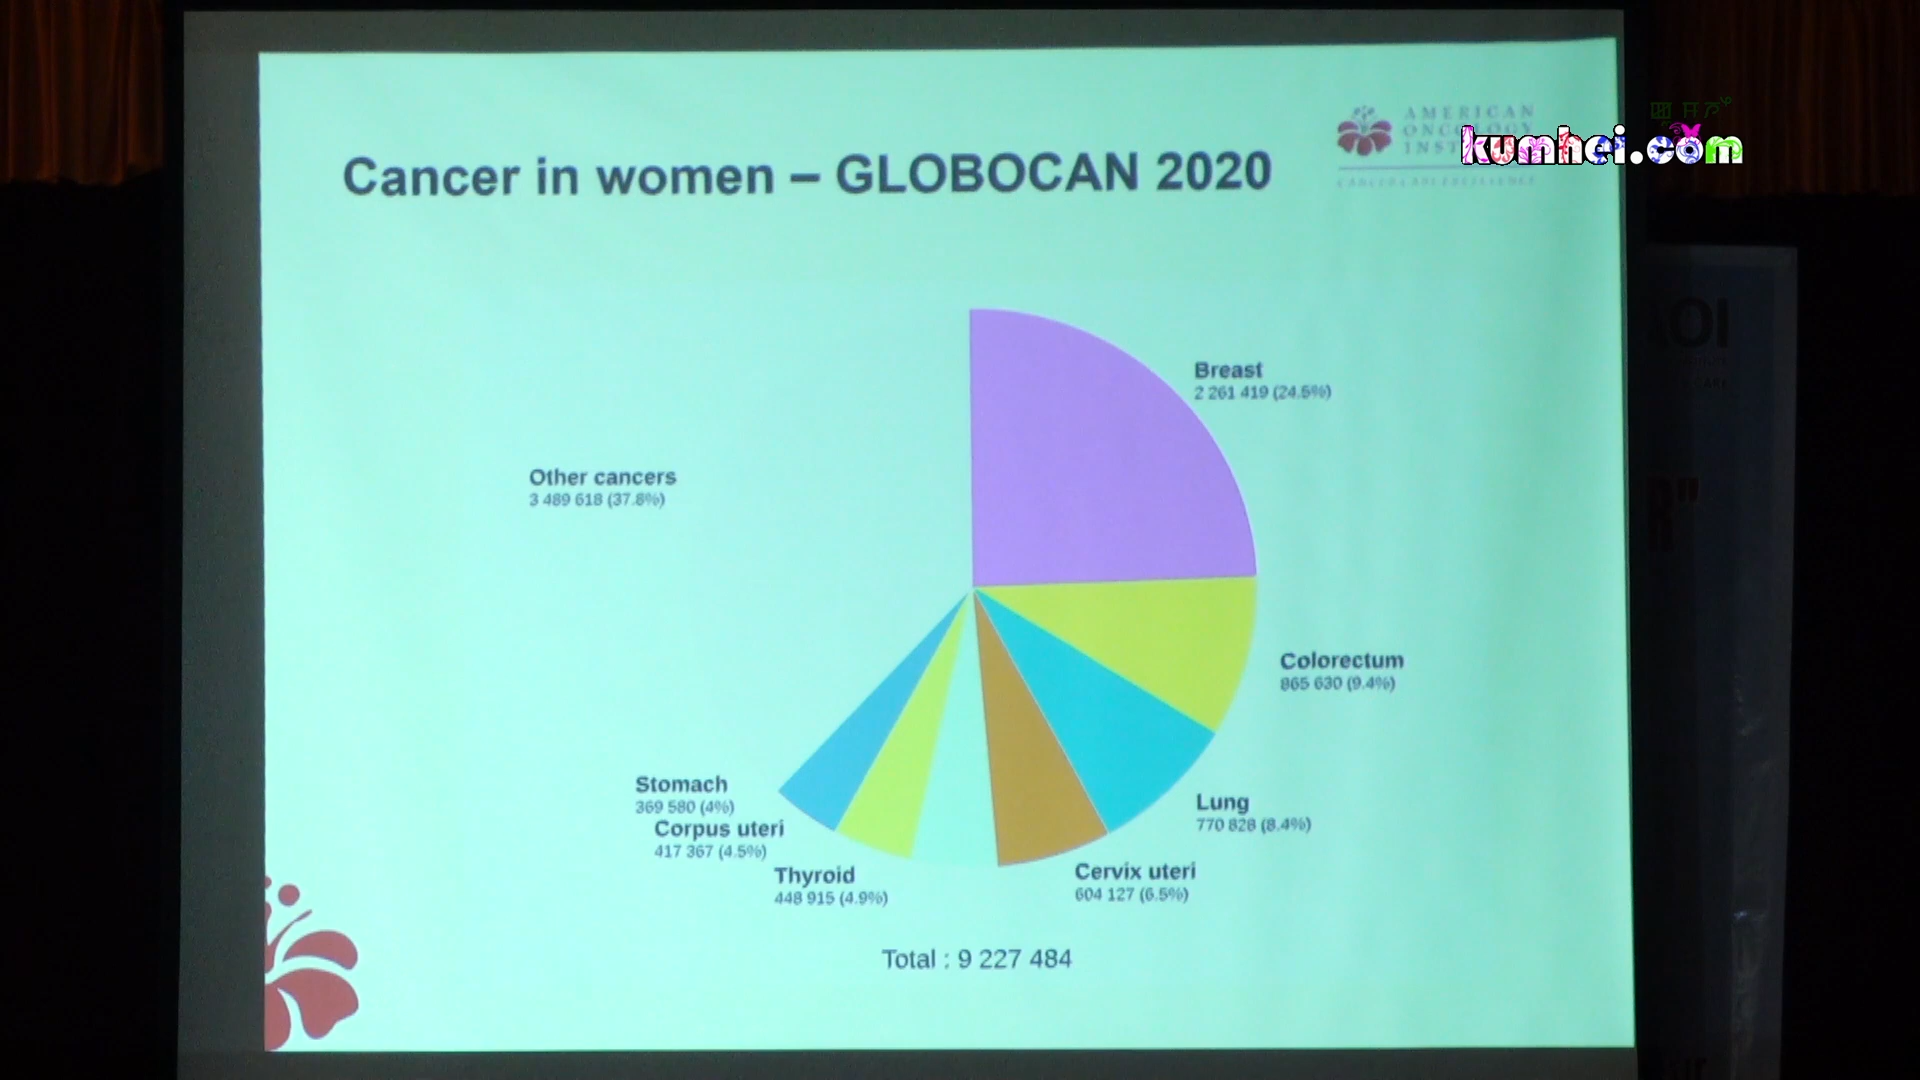 AMERICAN
kumhei.com
Cancer in women – GLOBOCAN 2020
Breast
2 261 419 (24.5%)
Other cancers
3 489 618 (37.8%)
Colorectum
865 630 (9.4%)
Stomach
369 580 (4%)
Lung
770 828 (8.4%)
Corpus uteri
417 367 (4.5%)
Thyroid
448 915 (4.9%)
Cervix uteri
604 127 (6.5%)
Total : 9 227 484
AOI